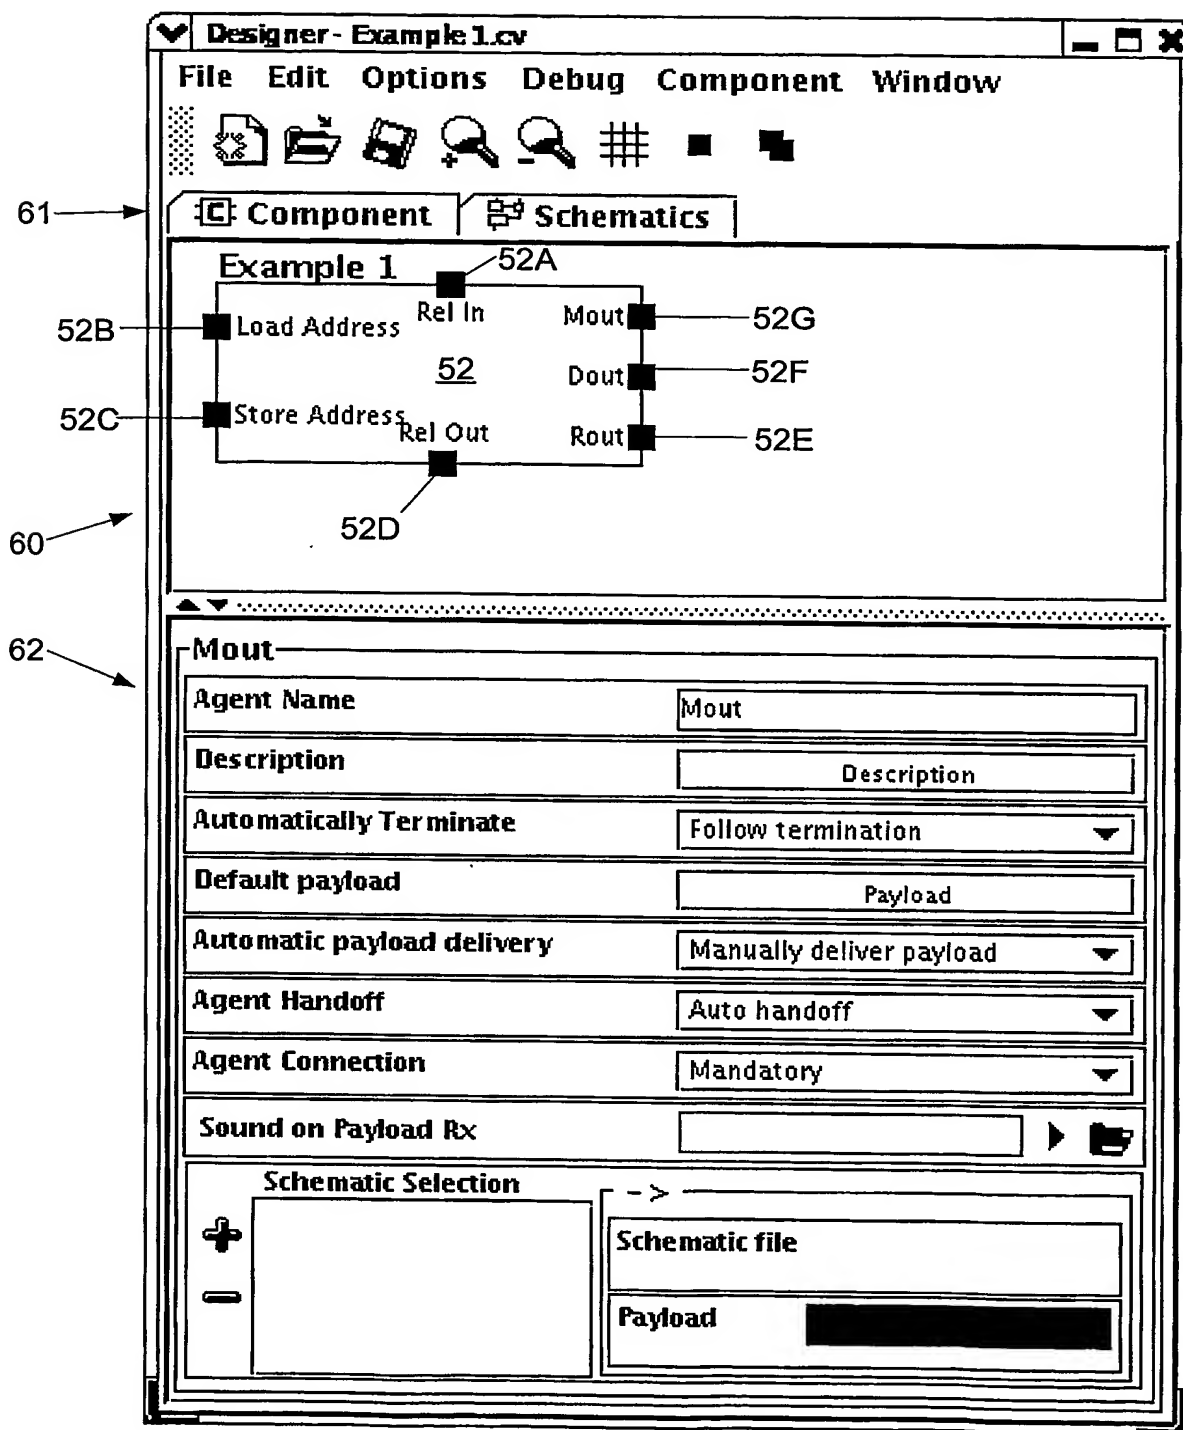 Designer - Example 1.cv
File Edit Options Debug Component Window
61
C Component Schematics
Example 1
52A
52B
Load Address
Rel In
Mout
52G
52
Dout
52F
52C
Store Address
Rel Out
Rout
52E
52D
60
62
Mout
Agent Name
Mout
Description
Description
Automatically Terminate
Follow termination
Default payload
Payload
Automatic payload delivery
Manually deliver payload
Agent Handoff
Auto handoff
Agent Connection
Mandatory
Sound on Payload Rx
Schematic Selection
->
Schematic file
Payload